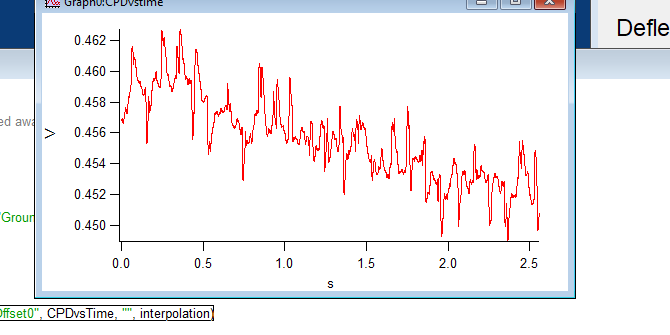 Graph0:CPDvstime
Defle
ed awa
0.462
0.460
0.458
0.456
0.454
0.452
0.450
V
0.0 0.5 1.0 1.5 2.0 2.5
s
/Groun
Offset0", CPDvsTime, "", interpolation)